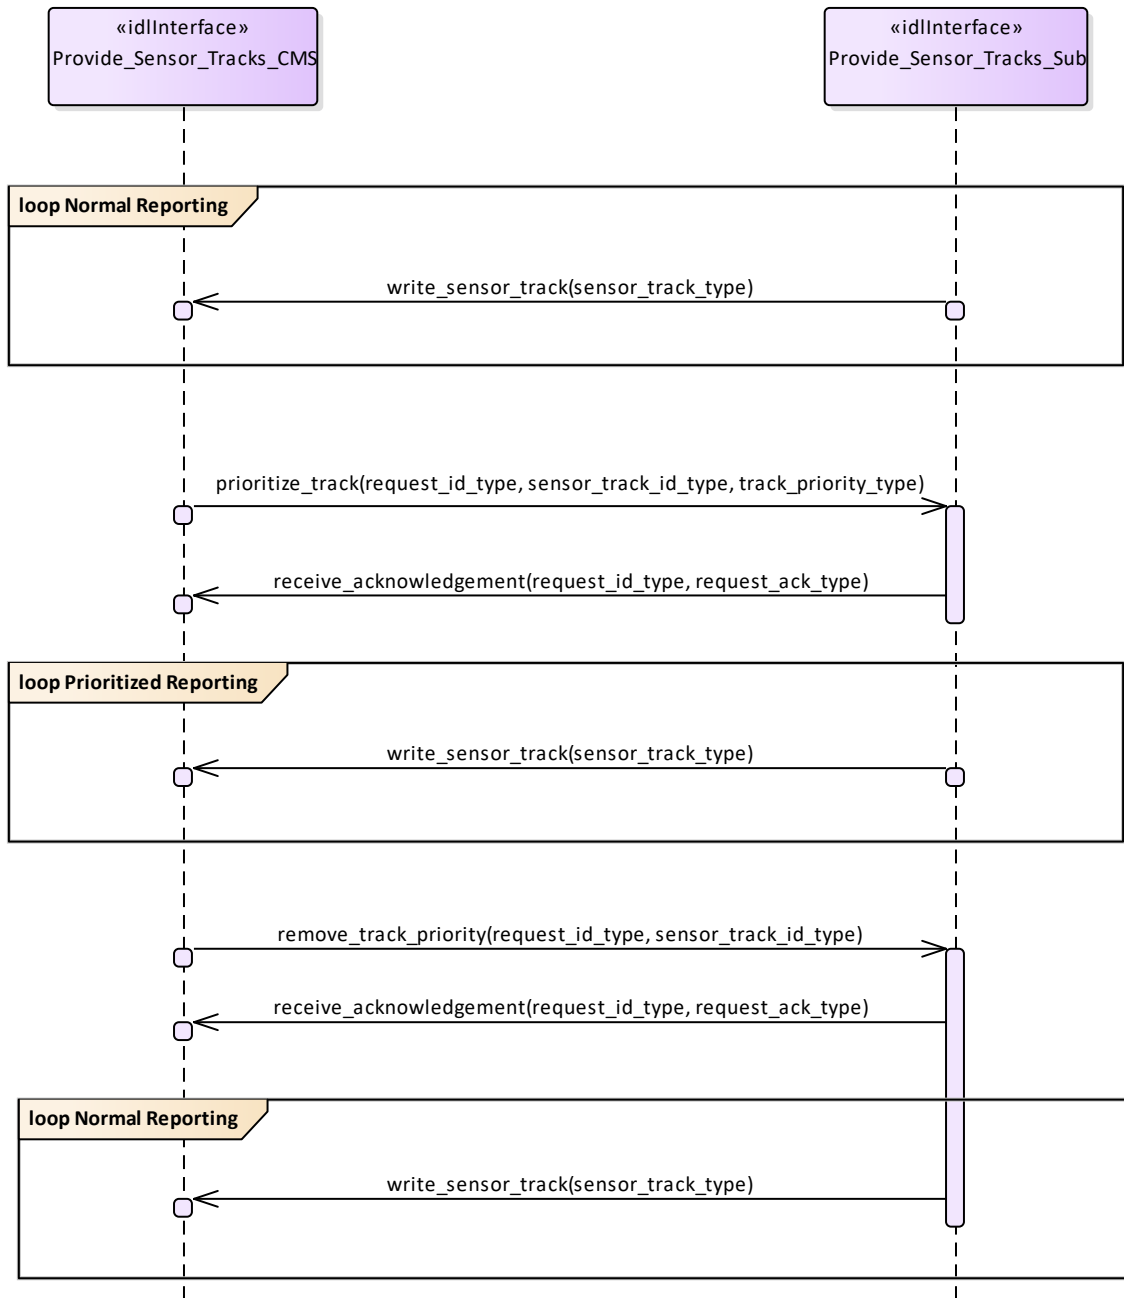 «idlInterface»
Provide_Sensor_Tracks_CMS
«idlInterface»
Provide_Sensor_Tracks_Sub
loop Normal Reporting
write_sensor_track(sensor_track_type)
prioritize_track(request_id_type, sensor_track_id_type, track_priority_type)
receive_acknowledgement(request_id_type, request_ack_type)
loop Prioritized Reporting
write_sensor_track(sensor_track_type)
remove_track_priority(request_id_type, sensor_track_id_type)
receive_acknowledgement(request_id_type, request_ack_type)
loop Normal Reporting
write_sensor_track(sensor_track_type)